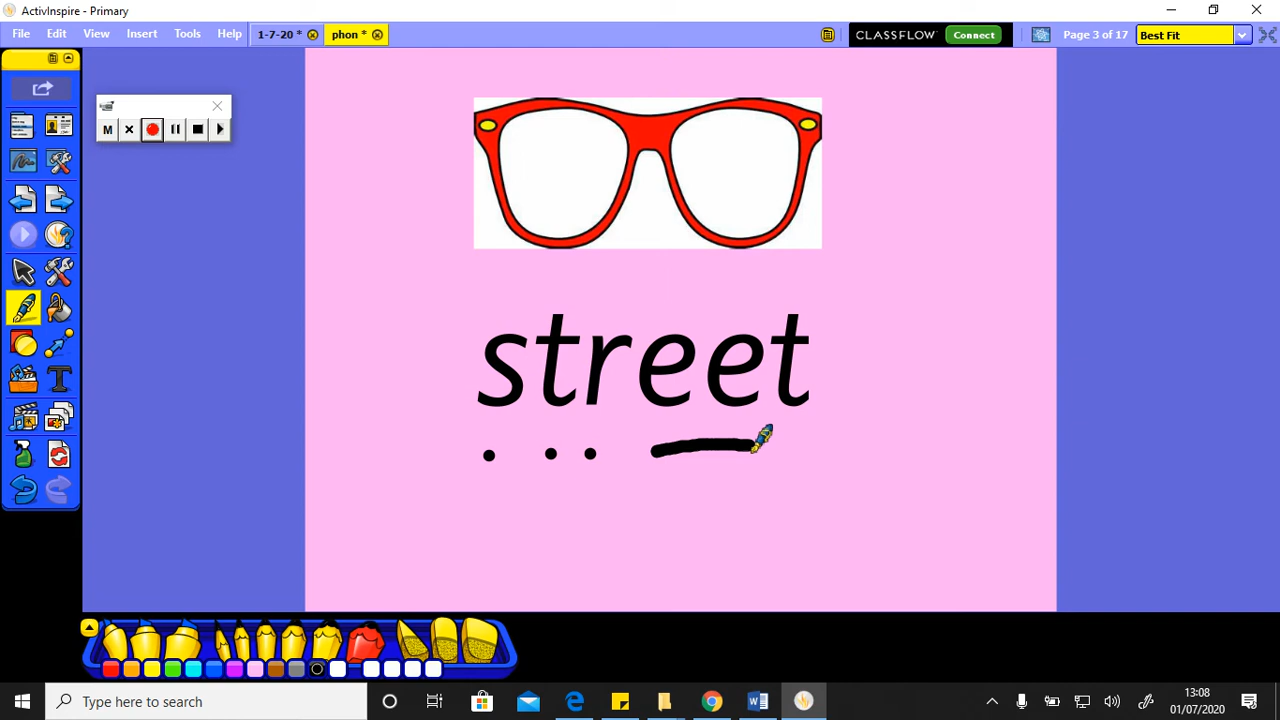 ActivInspire - Primary
File Edit View Insert Tools Help
1-7-20 *
phon *
CLASSFLOW Connect
Page 3 of 17
Best Fit
M
street
T
Type here to search
13:08
01/07/2020